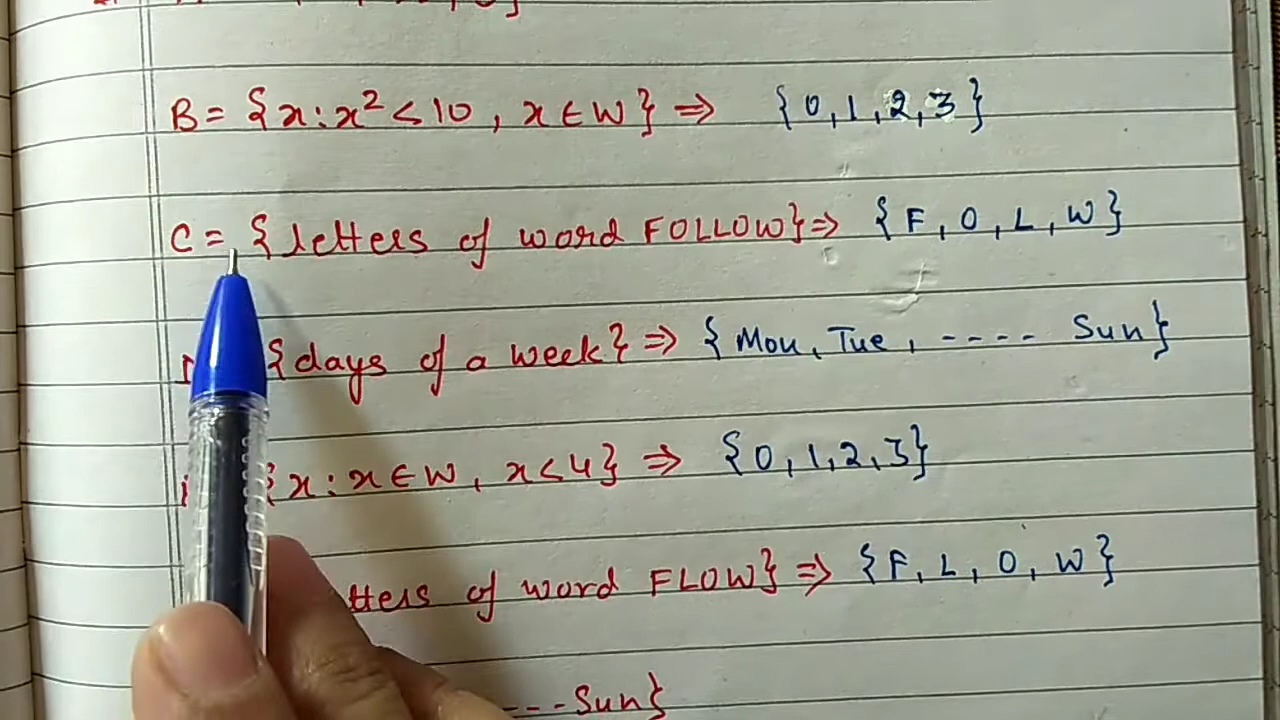 B = {x : x² < 10 , x ∈ W} ⇒ {0,1,2,3}
C = {letters of word FOLLOW} ⇒ {F, O, L, W}
{days of a week} ⇒ {Mon, Tue, ---- Sun}
{x : x ∈ W, x < 4} ⇒ {0,1,2,3}
tters of word FLOW} ⇒ {F, L, O, W}
--- Sun}